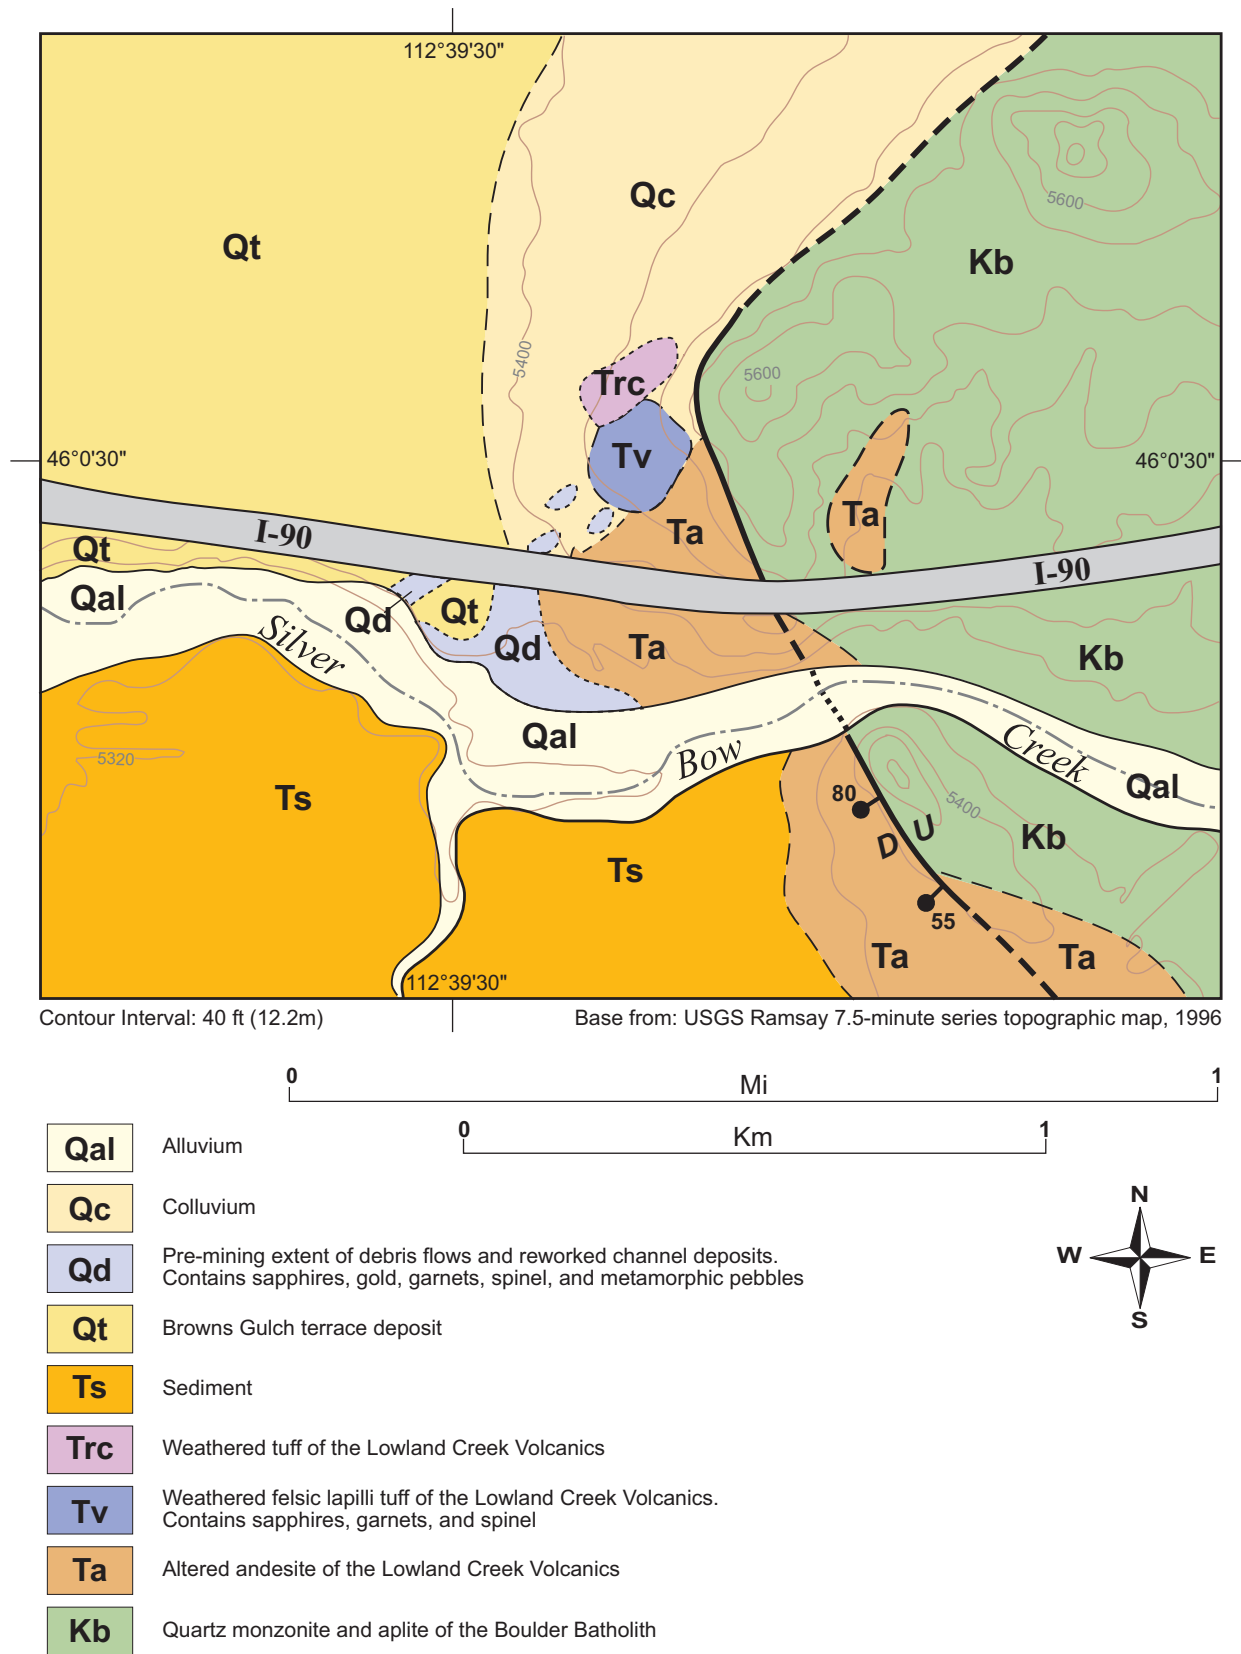 112°39'30"
Qc
Qt
5600
Kb
5400
Trc
5600
Tv
46°0'30"
46°0'30"
Ta
Ta
I-90
Qt
I-90
Qal
Qd
Qt
Silver
Qd
Ta
Kb
Qal
Bow
Creek
5320
Qal
Ts
80
5400
D U
Kb
Ts
55
Ta
Ta
112°39'30"
Contour Interval: 40 ft (12.2m)
Base from: USGS Ramsay 7.5-minute series topographic map, 1996
0
1
Mi
0
1
Km
Qal Alluvium
Qc Colluvium
Qd Pre-mining extent of debris flows and reworked channel deposits.
Contains sapphires, gold, garnets, spinel, and metamorphic pebbles
Qt Browns Gulch terrace deposit
Ts Sediment
Trc Weathered tuff of the Lowland Creek Volcanics
Tv Weathered felsic lapilli tuff of the Lowland Creek Volcanics.
Contains sapphires, garnets, and spinel
Ta Altered andesite of the Lowland Creek Volcanics
Kb Quartz monzonite and aplite of the Boulder Batholith
N
W E
S